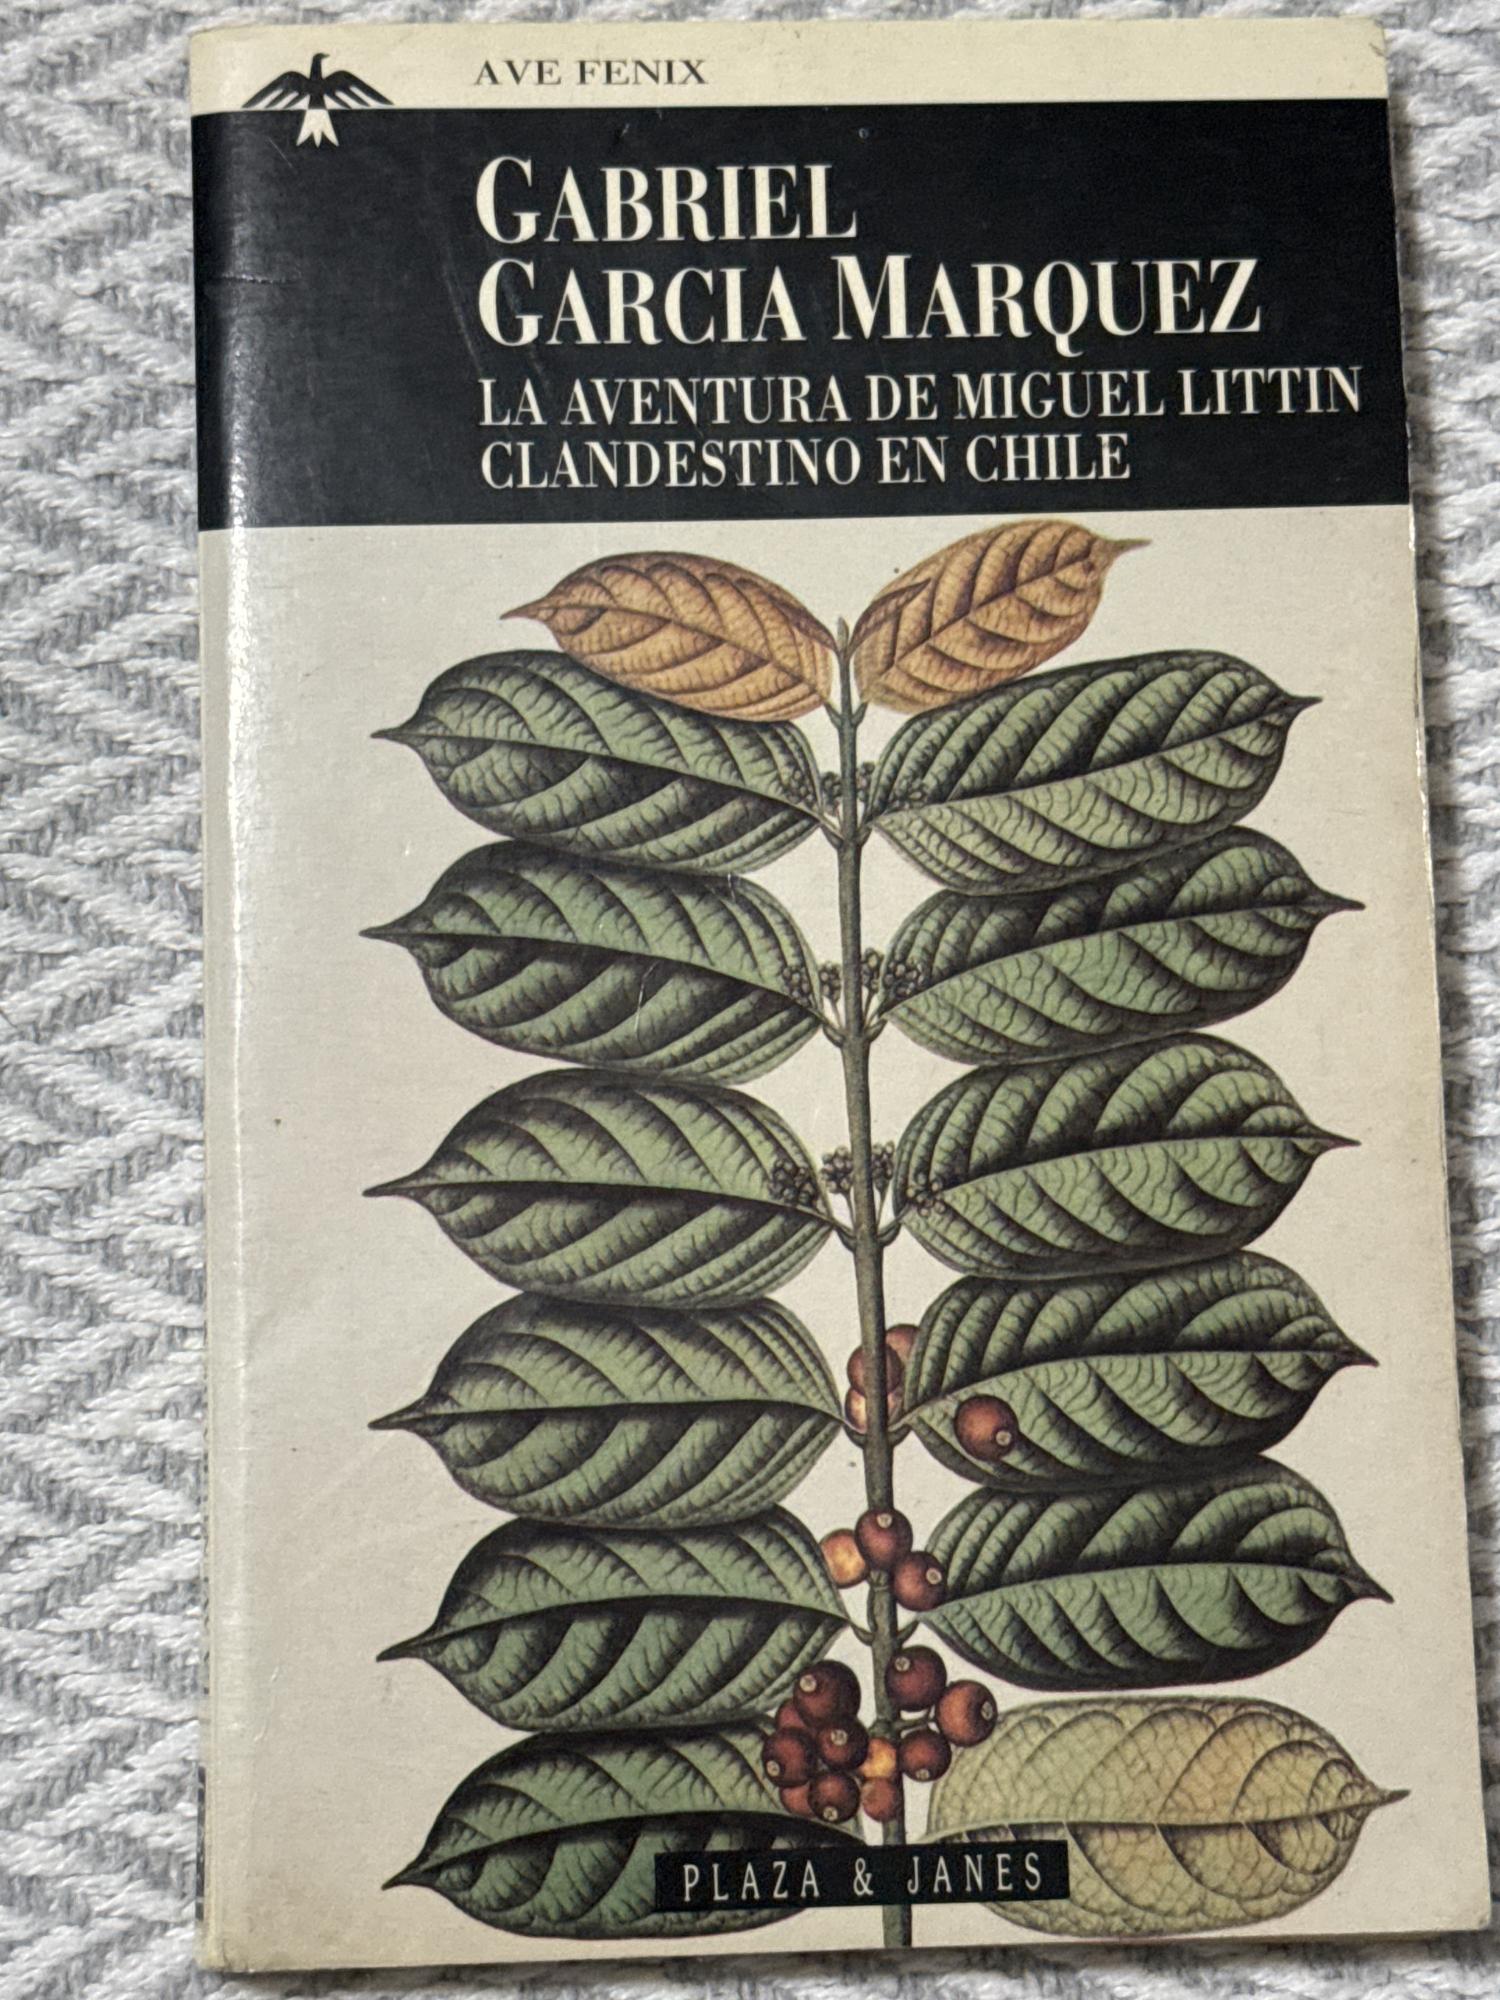 AVE FENIX
GABRIEL
GARCIA MARQUEZ
LA AVENTURA DE MIGUEL LITTIN
CLANDESTINO EN CHILE
PLAZA & JANES